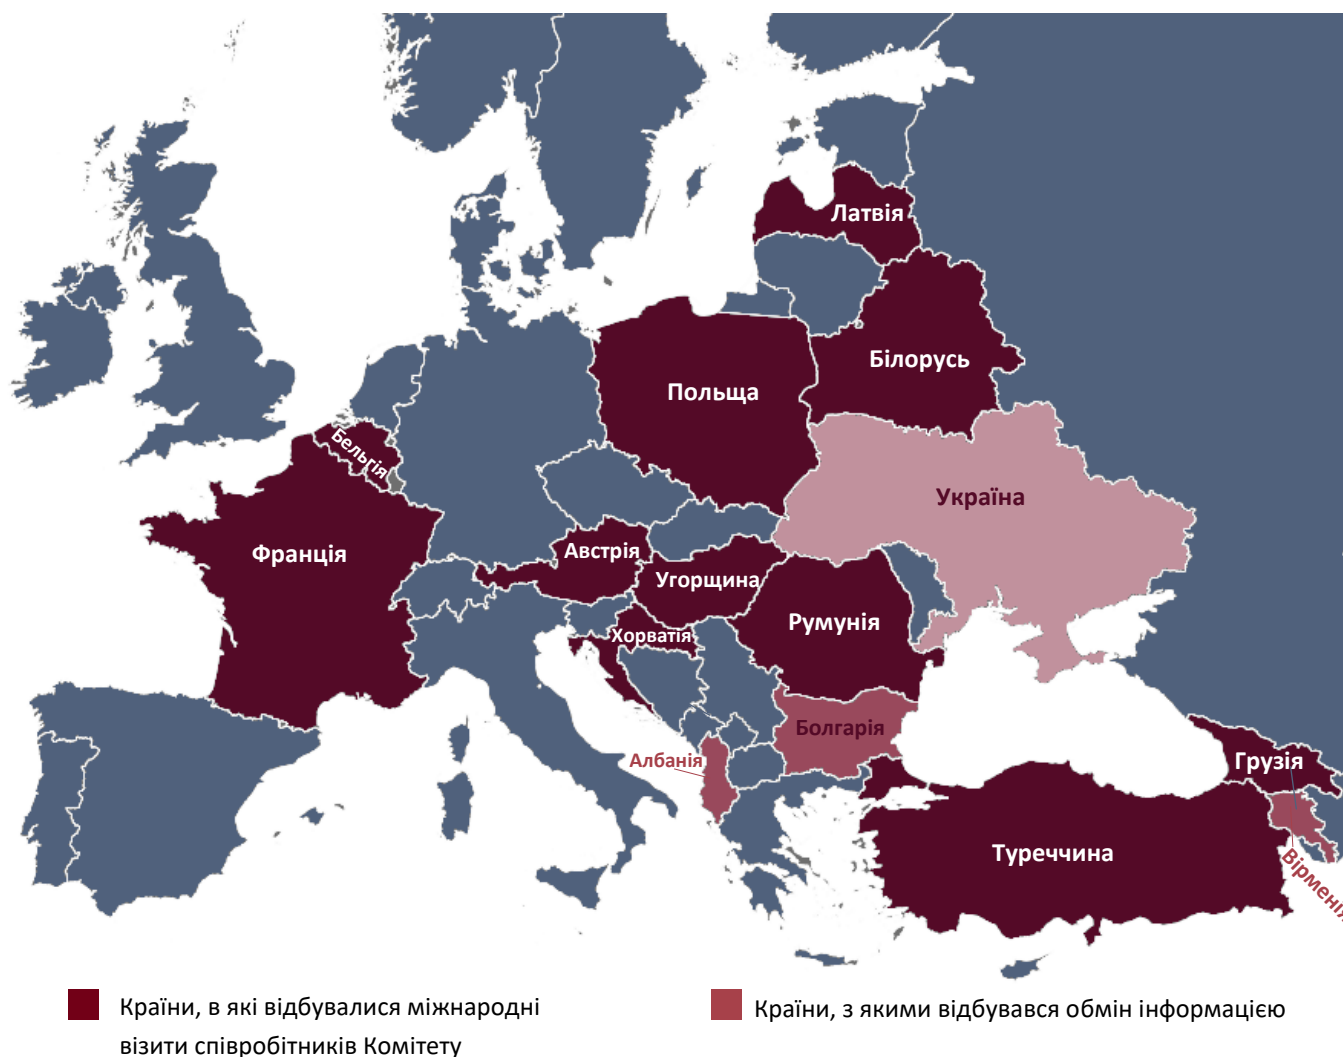 Латвія
Білорусь
Польща
Бельгія
Україна
Франція
Австрія
Угорщина
Румунія
Хорватія
Болгарія
Албанія
Грузія
Туреччина
Вірменія
Країни, в які відбувалися міжнародні
візити співробітників Комітету
Країни, з якими відбувався обмін інформацією